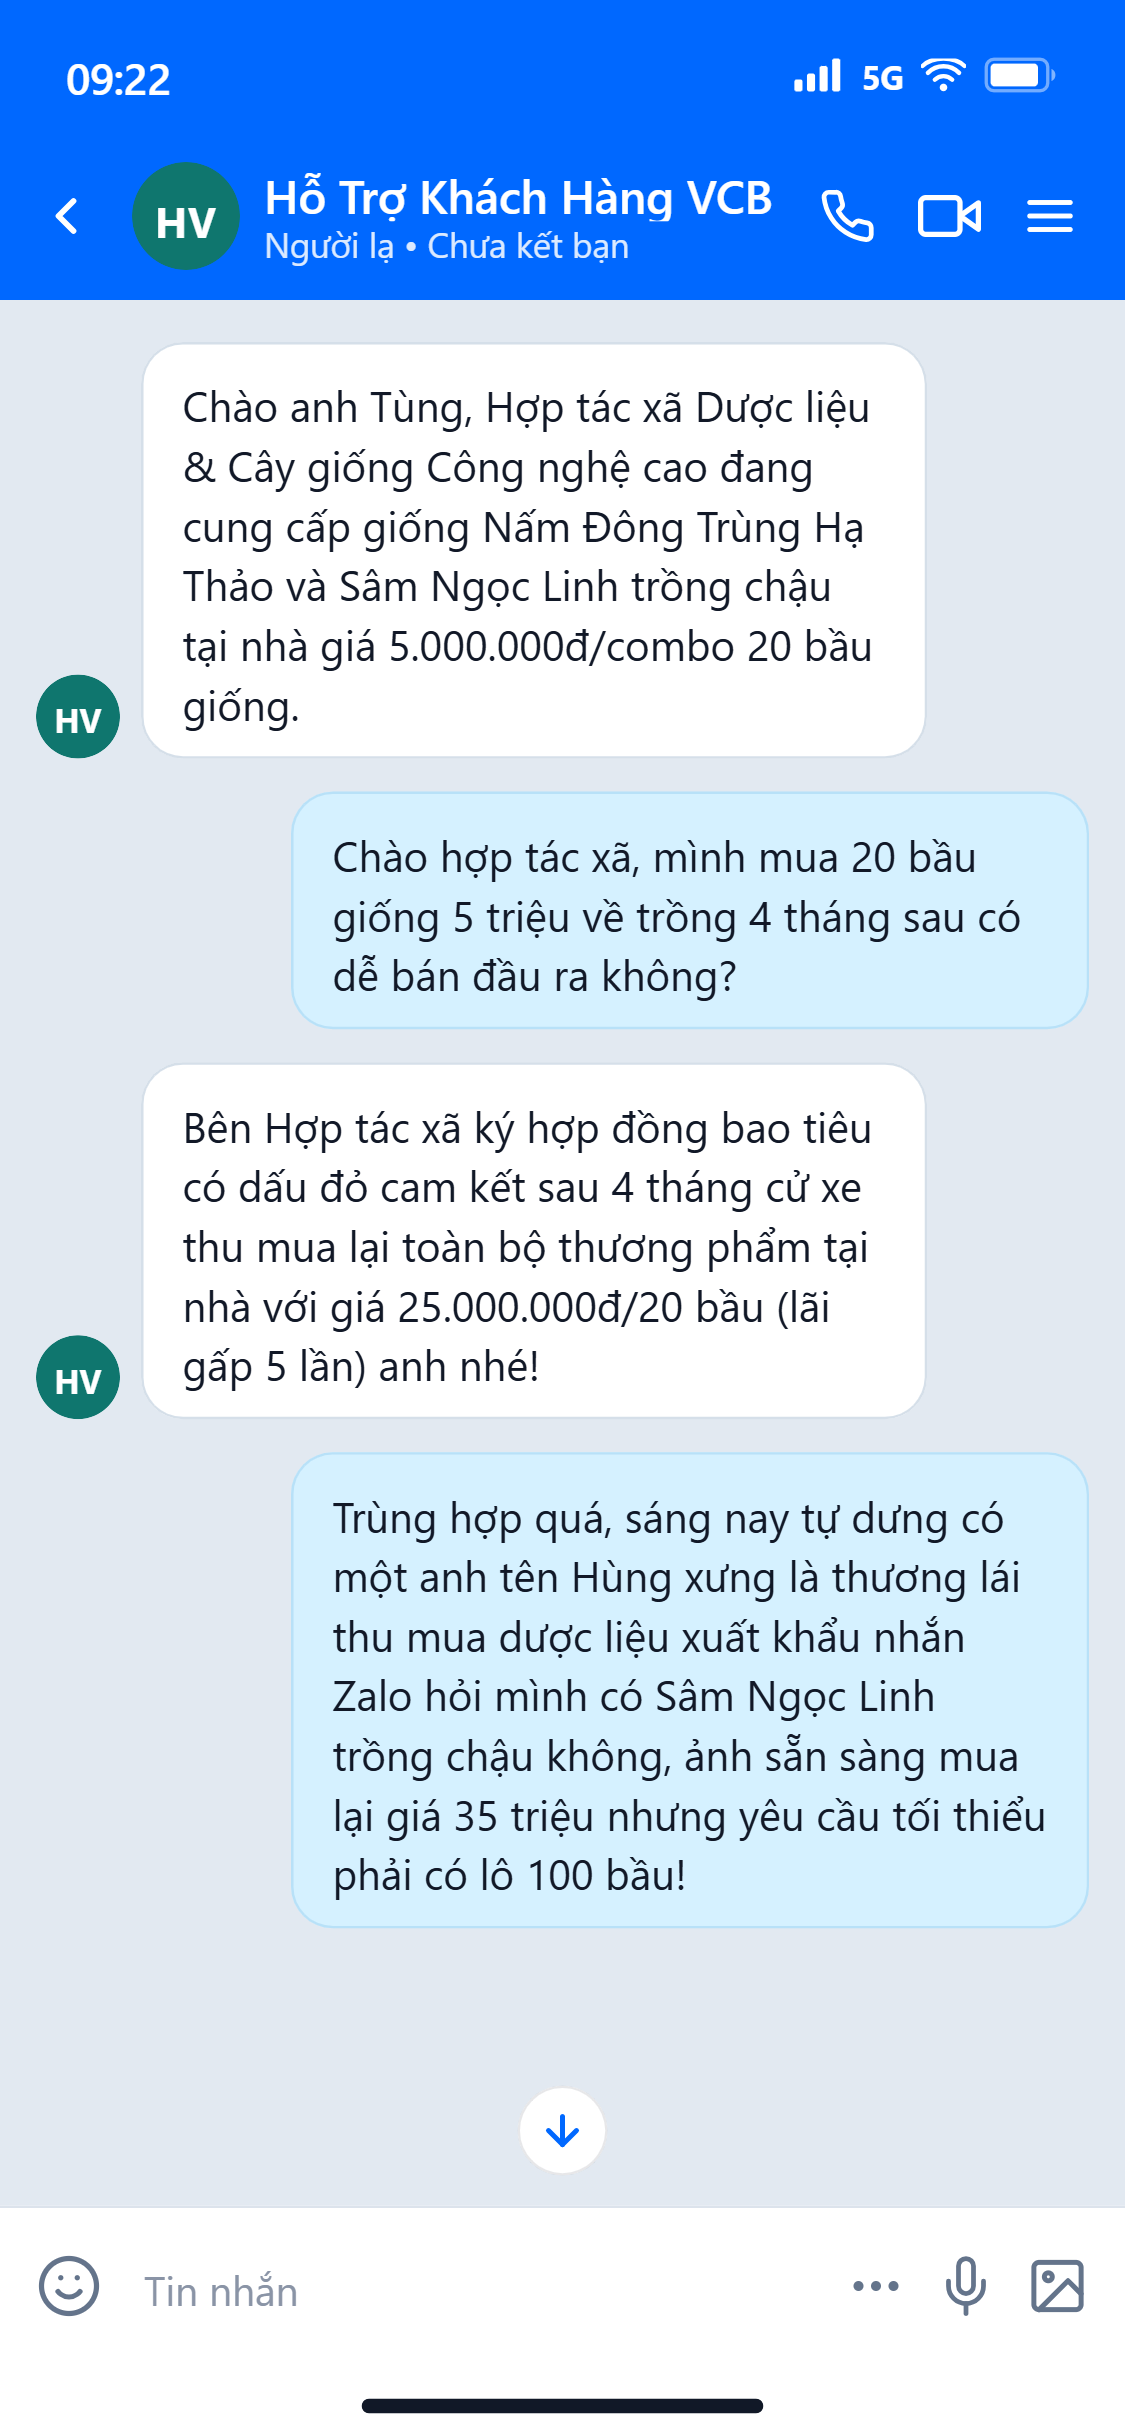 09:22
5G
HV
Hỗ Trợ Khách Hàng VCB
Người lạ • Chưa kết bạn
Chào anh Tùng, Hợp tác xã Dược liệu
& Cây giống Công nghệ cao đang
cung cấp giống Nấm Đông Trùng Hạ
Thảo và Sâm Ngọc Linh trồng chậu
tại nhà giá 5.000.000đ/combo 20 bầu
giống.
HV
Chào hợp tác xã, mình mua 20 bầu
giống 5 triệu về trồng 4 tháng sau có
dễ bán đầu ra không?
Bên Hợp tác xã ký hợp đồng bao tiêu
có dấu đỏ cam kết sau 4 tháng cử xe
thu mua lại toàn bộ thương phẩm tại
nhà với giá 25.000.000đ/20 bầu (lãi
gấp 5 lần) anh nhé!
HV
Trùng hợp quá, sáng nay tự dưng có
một anh tên Hùng xưng là thương lái
thu mua dược liệu xuất khẩu nhắn
Zalo hỏi mình có Sâm Ngọc Linh
trồng chậu không, ảnh sẵn sàng mua
lại giá 35 triệu nhưng yêu cầu tối thiểu
phải có lô 100 bầu!
Tin nhắn